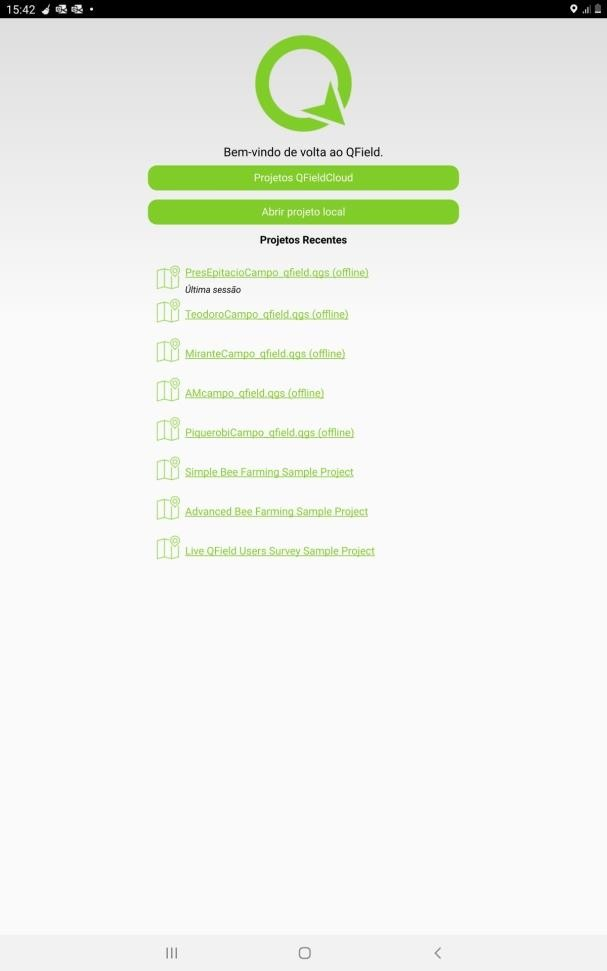 15:42
Bem-vindo de volta ao QField.
Projetos QFieldCloud
Abrir projeto local
Projetos Recentes
PresEpitacioCampo_qfield.qgs (offline)
Última sessão
TeodoroCampo_qfield.qgs (offline)
MiranteCampo_qfield.qgs (offline)
AMcampo_qfield.qgs (offline)
PiquerobiCampo_qfield.qgs (offline)
Simple Bee Farming Sample Project
Advanced Bee Farming Sample Project
Live QField Users Survey Sample Project